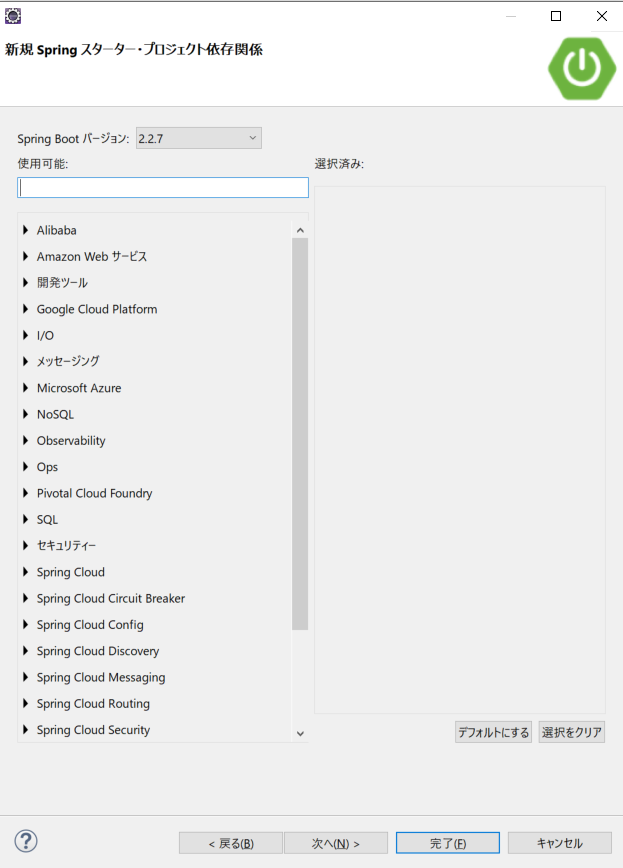 新規 Spring スターター・プロジェクト依存関係
Spring Boot バージョン: 2.2.7
使用可能:
選択済み:
Alibaba
Amazon Web サービス
開発ツール
Google Cloud Platform
I/O
メッセージング
Microsoft Azure
NoSQL
Observability
Ops
Pivotal Cloud Foundry
SQL
セキュリティー
Spring Cloud
Spring Cloud Circuit Breaker
Spring Cloud Config
Spring Cloud Discovery
Spring Cloud Messaging
Spring Cloud Routing
Spring Cloud Security
デフォルトにする 選択をクリア
? < 戻る(B) 次へ(N) > 完了(F) キャンセル